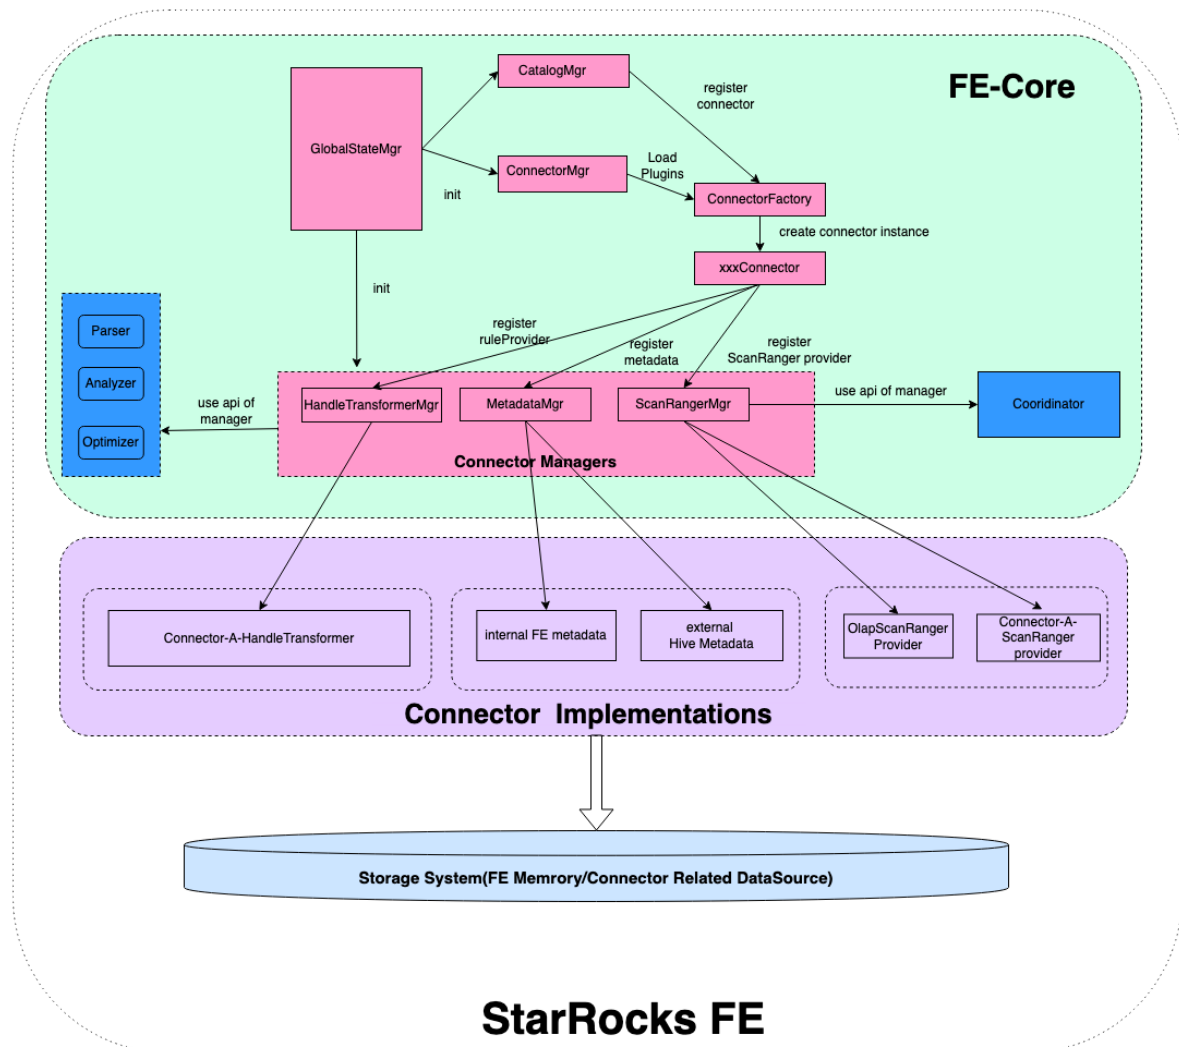 CatalogMgr
FE-Core
register
connector
GlobalStateMgr
Load
Plugins
ConnectorMgr
init
ConnectorFactory
create connector instance
xxxConnector
init
Parser
register
ruleProvider
register
metadata
register
ScanRanger provider
Analyzer
use api of
manager
HandleTransformerMgr
MetadataMgr
ScanRangerMgr
use api of manager
Cooridinator
Optimizer
Connector Managers
Connector-A-HandleTransformer
internal FE metadata
external
Hive Metadata
OlapScanRanger
Provider
Connector-A-
ScanRanger
provider
Connector Implementations
Storage System(FE Memrory/Connector Related DataSource)
StarRocks FE